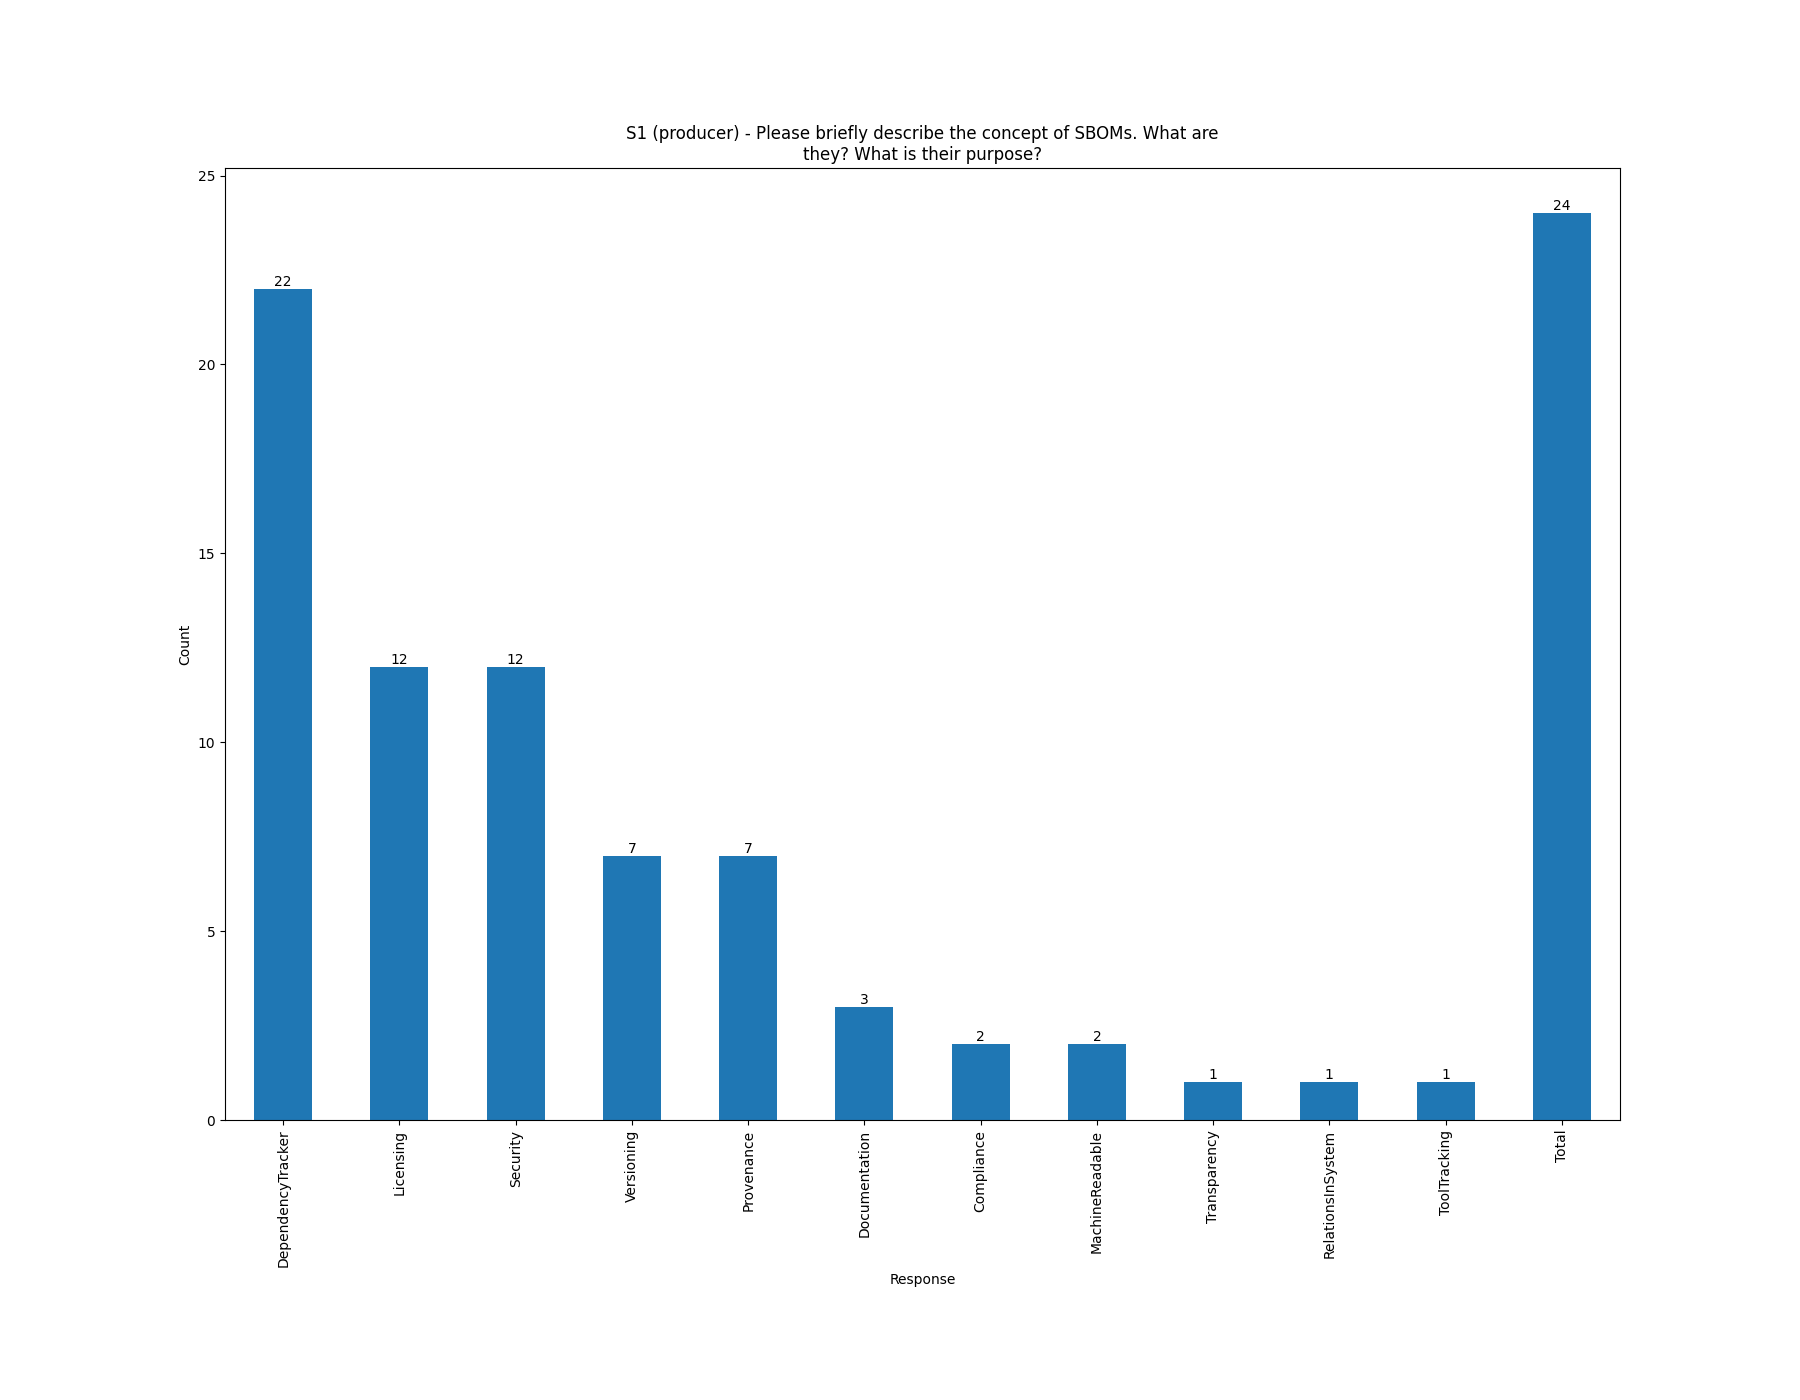 S1 (producer) - Please briefly describe the concept of SBOMs. What are
they? What is their purpose?
25
20
15
10
5
0
Count
22
12
12
7
7
3
2
2
1
1
1
24
DependencyTracker
Licensing
Security
Versioning
Provenance
Documentation
Compliance
MachineReadable
Transparency
RelationsInSystem
ToolTracking
Total
Response